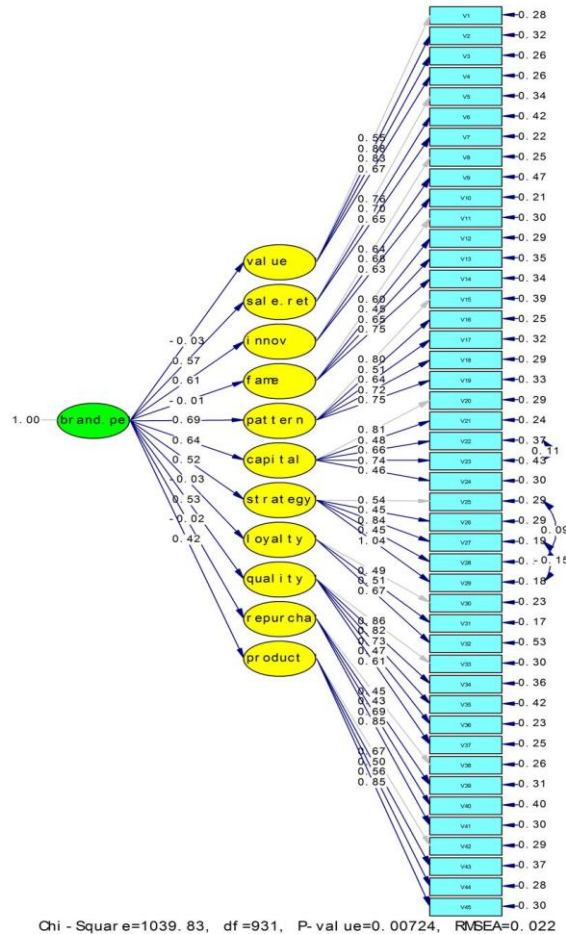 1.00
brand.pe
-0.03
0.57
0.61
-0.01
0.69
0.64
0.52
-0.03
0.53
-0.02
0.42
value
sale.ret
innov
fame
pattern
capital
strategy
loyalty
quality
repurcha
product
0.55
0.88
0.83
0.67
0.76
0.70
0.65
0.64
0.68
0.63
0.60
0.45
0.65
0.75
0.80
0.51
0.64
0.72
0.75
0.81
0.48
0.66
0.74
0.46
0.54
0.45
0.84
0.45
1.04
0.49
0.51
0.67
0.86
0.82
0.73
0.47
0.61
0.45
0.43
0.69
0.85
0.67
0.50
0.56
0.85
V1 0.28
V2 0.32
V3 0.26
V4 0.26
V5 0.34
V6 0.42
V7 0.22
V8 0.25
V9 0.47
V10 0.21
V11 0.30
V12 0.29
V13 0.35
V14 0.34
V15 0.39
V16 0.25
V17 0.32
V18 0.29
V19 0.33
V20 0.29
V21 0.24
V22 0.37
0.11
V23 0.43
V24 0.30
V25 0.29
V26 0.29
0.09
V27 0.19
V28 -0.15
V29 0.18
V30 0.23
V31 0.17
V32 0.53
V33 0.30
V34 0.36
V35 0.42
V36 0.23
V37 0.25
V38 0.26
V39 0.31
V40 0.40
V41 0.30
V42 0.29
V43 0.37
V44 0.28
V45 0.30
Chi-Square=1039.83, df=931, P-value=0.00724, RMSEA=0.022